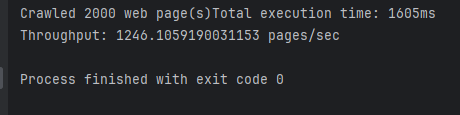 Crawled 2000 web page(s)Total execution time: 1605ms
Throughput: 1246.1059190031153 pages/sec
Process finished with exit code 0